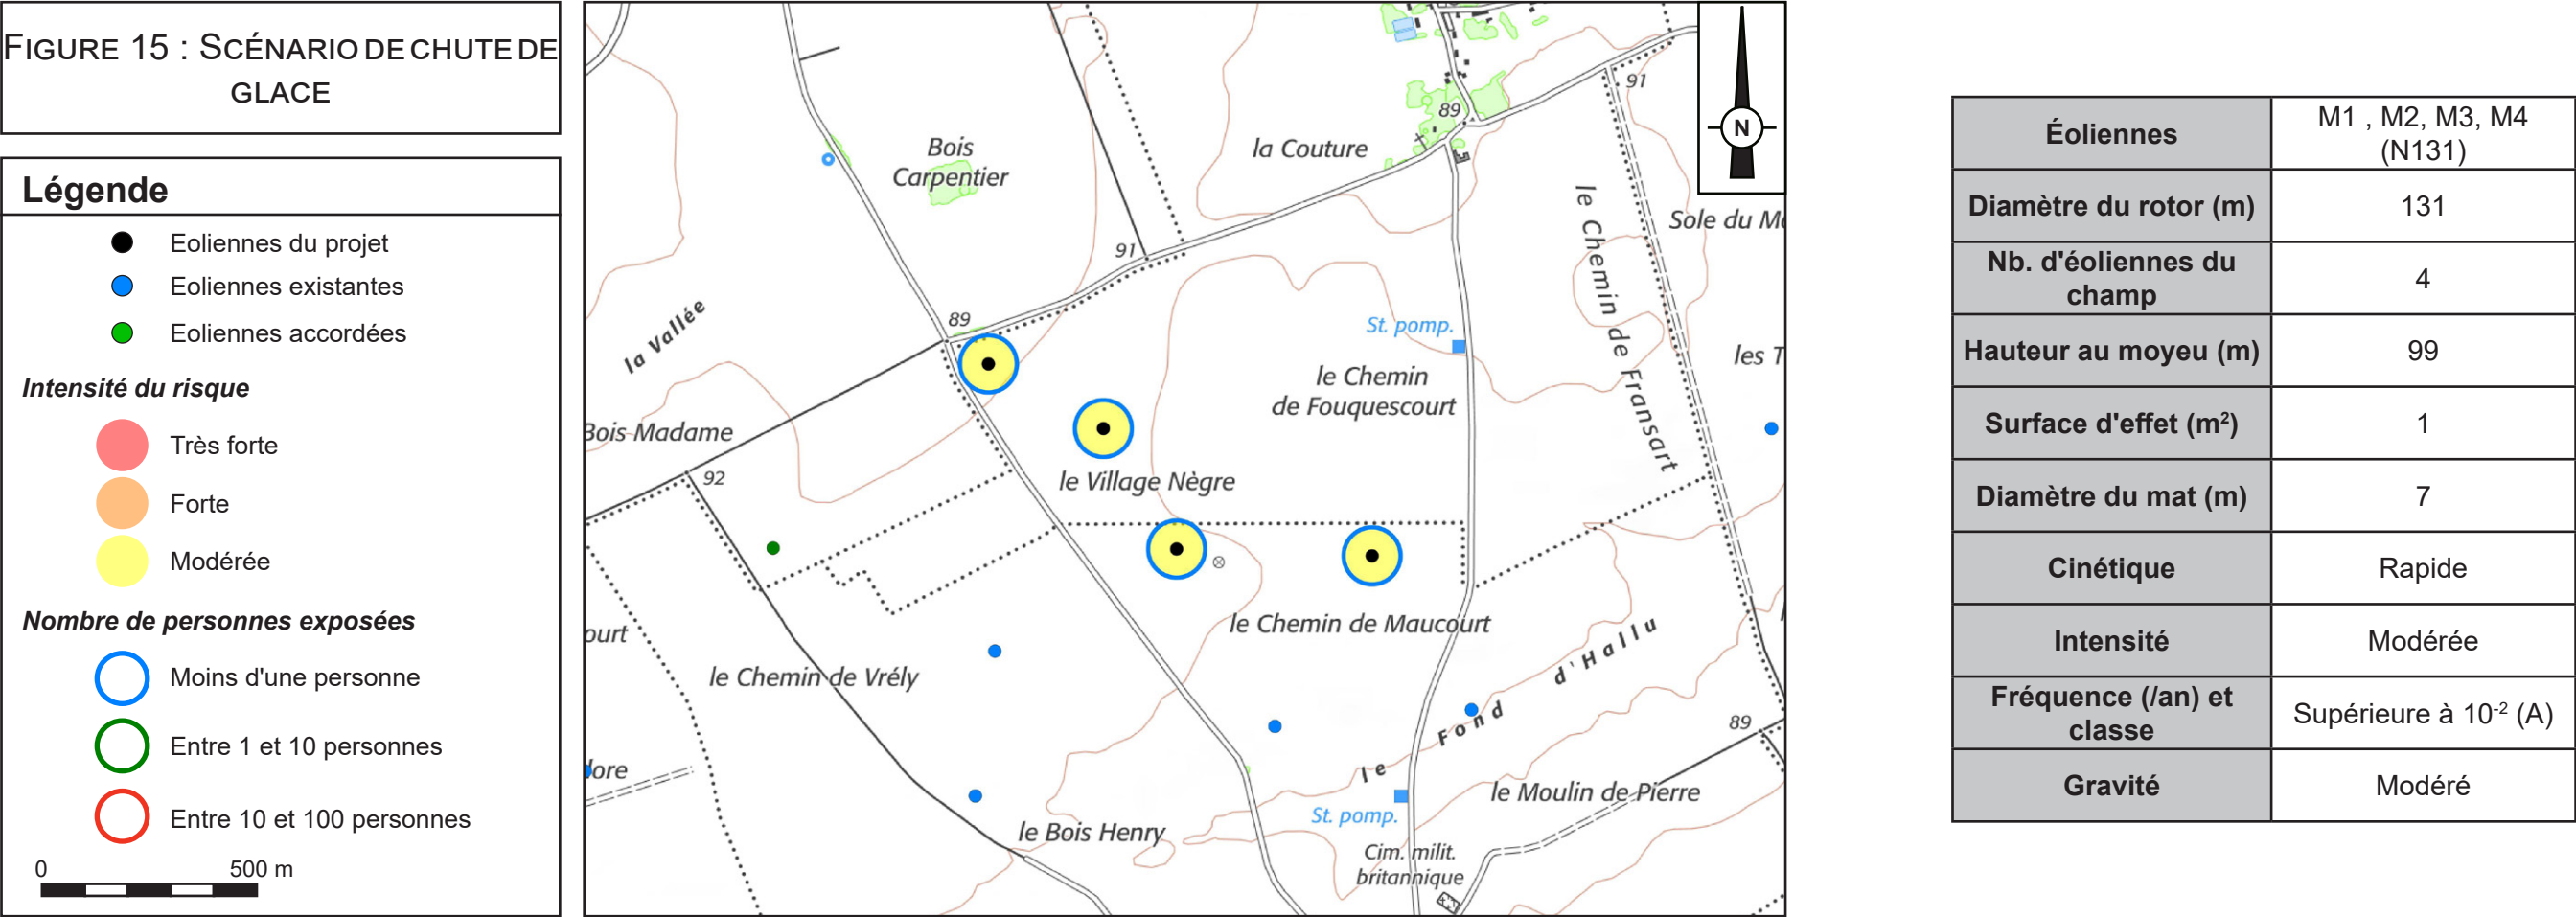 FIGURE 15 : SCÉNARIO DE CHUTE DE
GLACE
Légende
Eoliennes du projet
Eoliennes existantes
Eoliennes accordées
Intensité du risque
Très forte
Forte
Modérée
Nombre de personnes exposées
Moins d'une personne
Entre 1 et 10 personnes
Entre 10 et 100 personnes
0 500 m
N
91
89
Bois
Carpentier
la Couture
le Chemin de Fransart
Sole du Mo
91
89
la Vallée
St. pomp.
les T
le Chemin
de Fouquescourt
Bois Madame
92
le Village Nègre
le Chemin de Maucourt
ourt
le Chemin de Vrély
le Fond d'Hallu
89
lore
le Moulin de Pierre
St. pomp.
le Bois Henry
Cim. milit.
britannique
Éoliennes
M1 , M2, M3, M4
(N131)
Diamètre du rotor (m)
131
Nb. d'éoliennes du
champ
4
Hauteur au moyeu (m)
99
Surface d'effet (m²)
1
Diamètre du mat (m)
7
Cinétique
Rapide
Intensité
Modérée
Fréquence (/an) et
classe
Supérieure à 10⁻² (A)
Gravité
Modéré